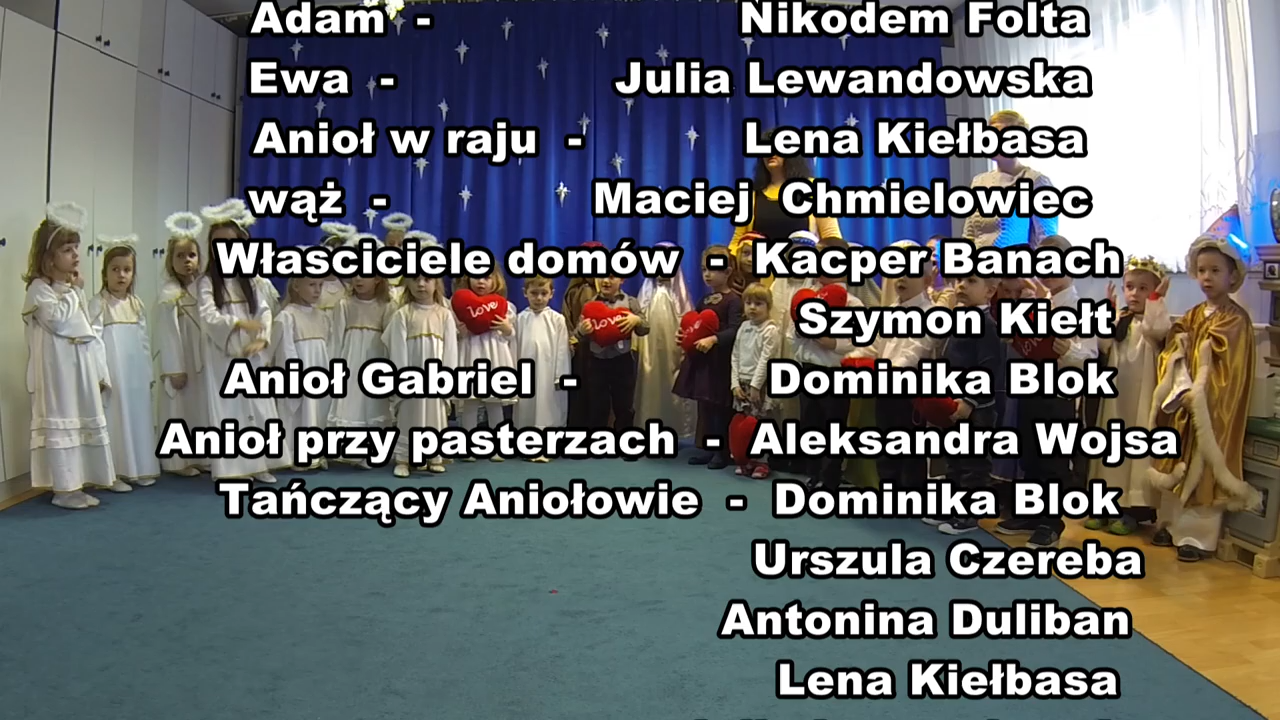 Adam - Nikodem Folta
Ewa - Julia Lewandowska
Anioł w raju - Lena Kiełbasa
wąż - Maciej Chmielowiec
Własciciele domów - Kacper Banach
Szymon Kiełt
Anioł Gabriel - Dominika Blok
Anioł przy pasterzach - Aleksandra Wojsa
Tańczący Aniołowie - Dominika Blok
Urszula Czereba
Antonina Duliban
Lena Kiełbasa
love
love